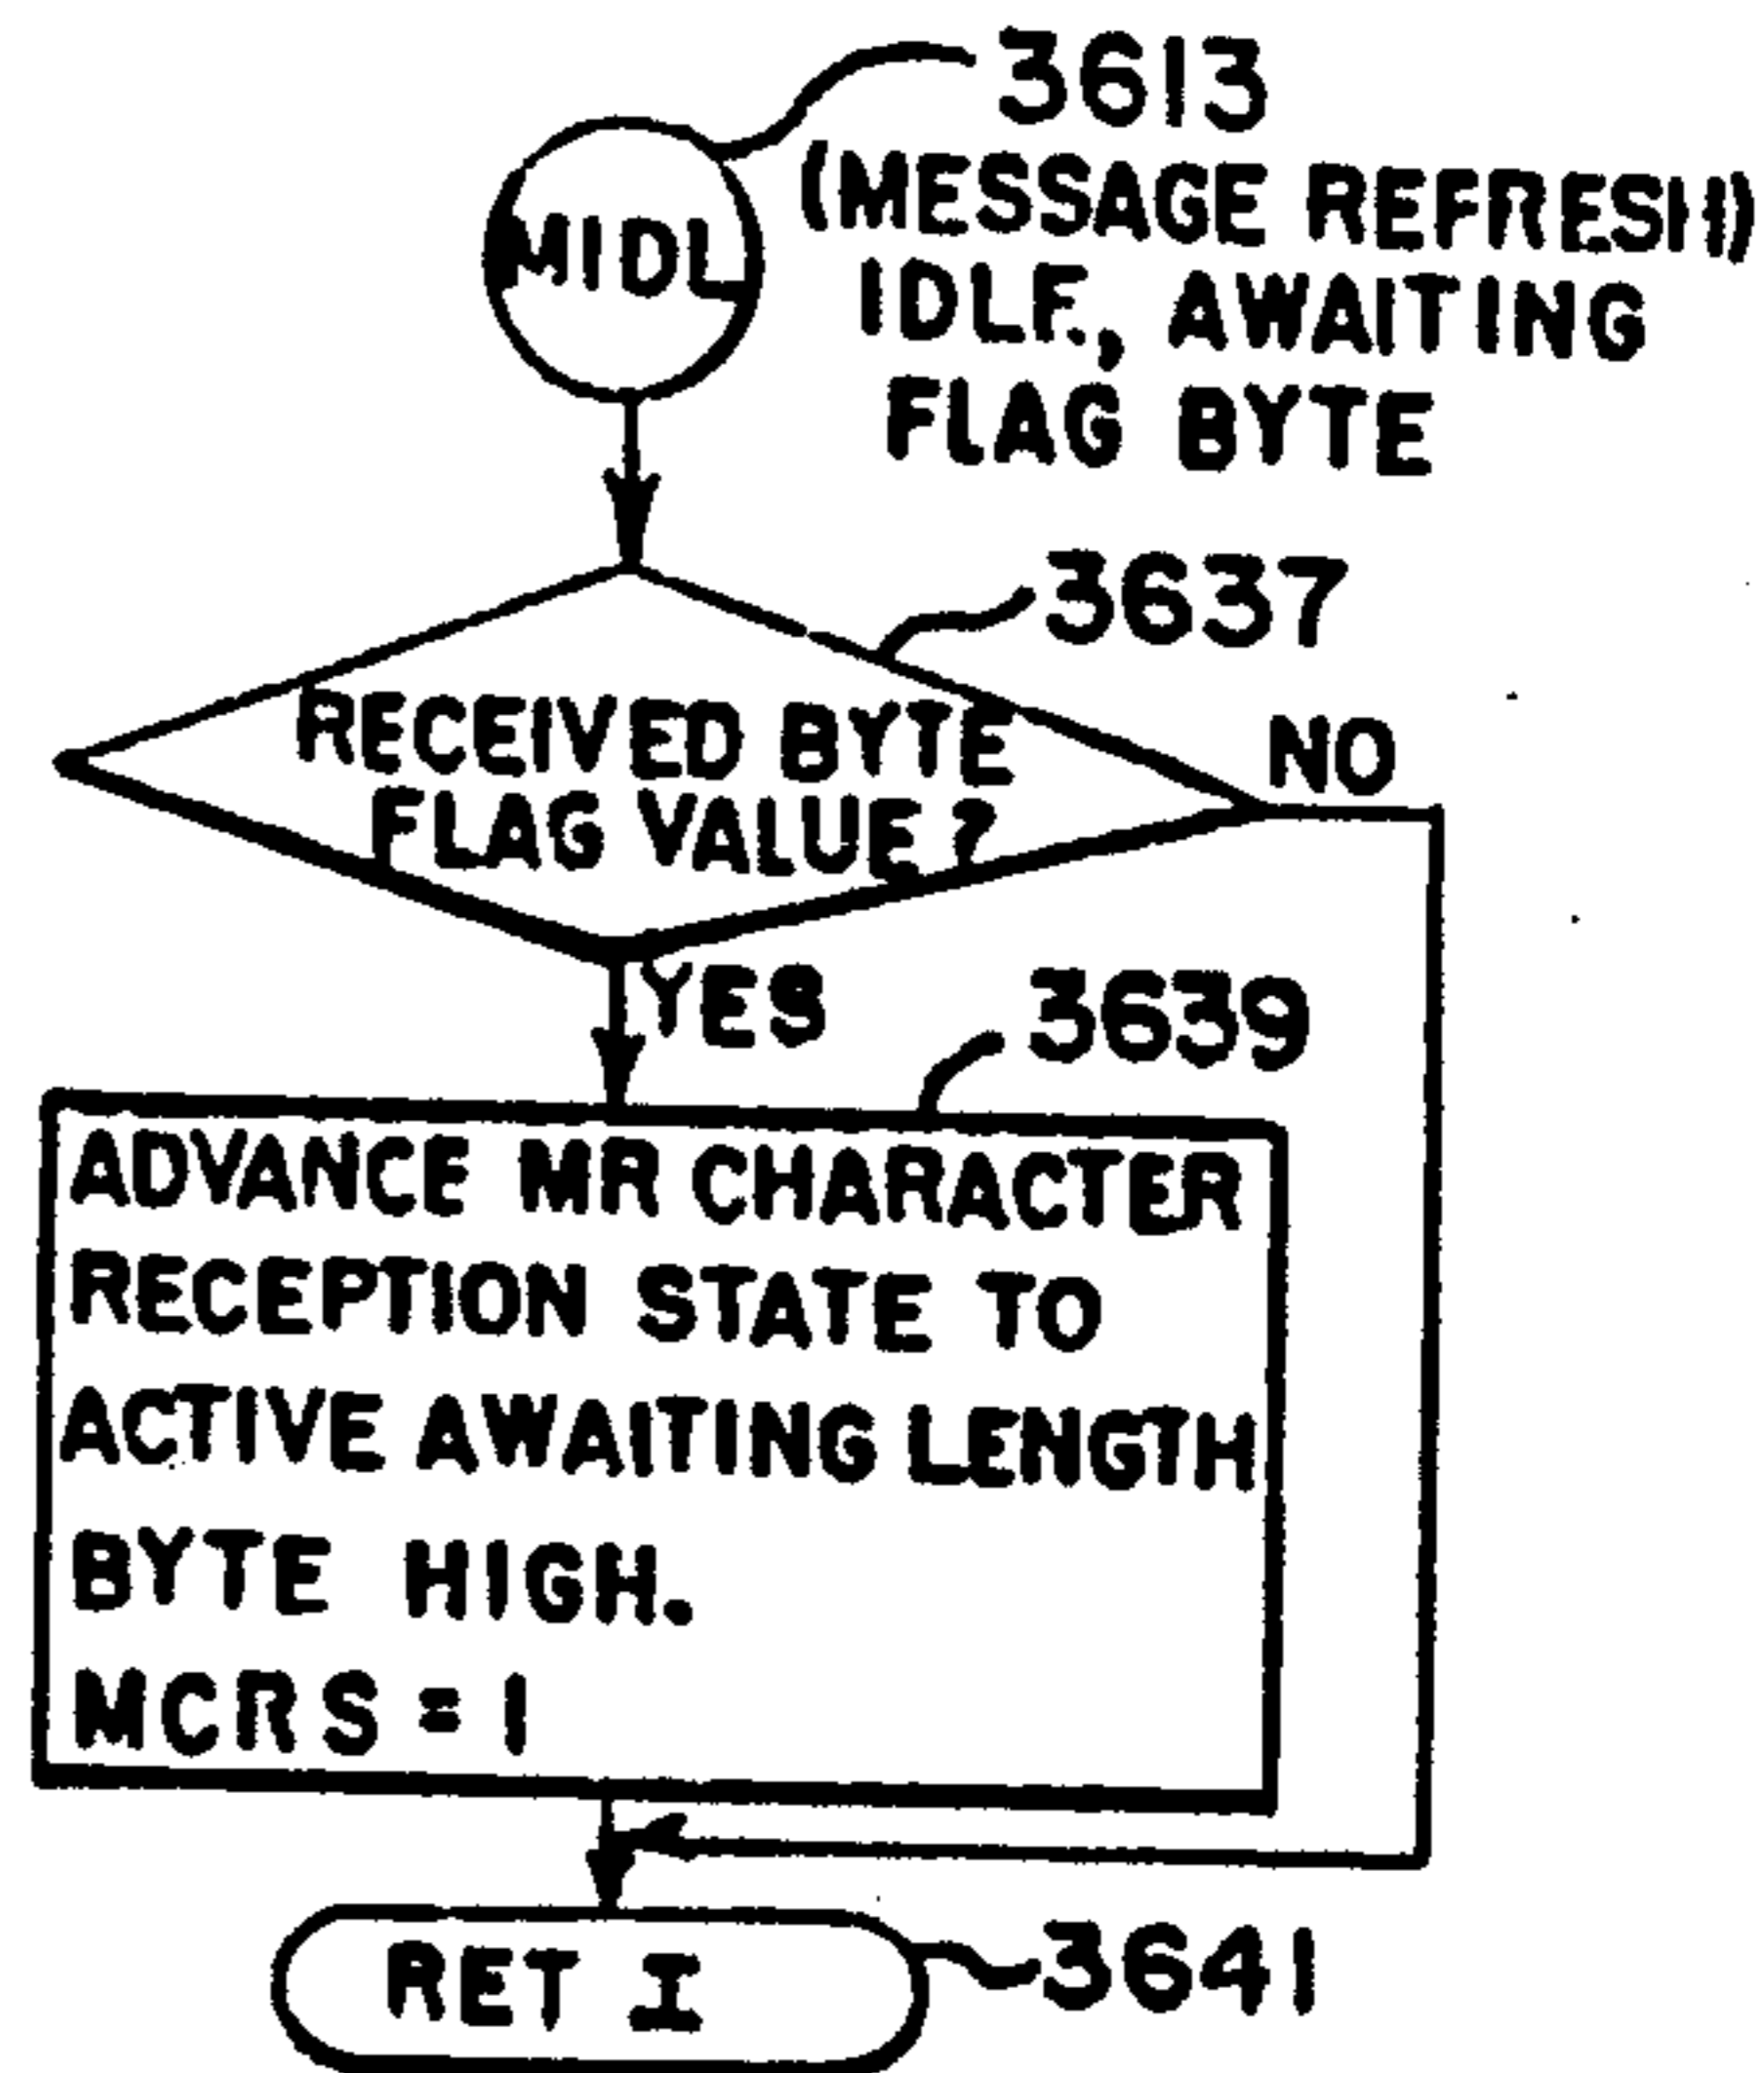 3613
MIDL
(MESSAGE REFRESH)
IDLE, AWAITING
FLAG BYTE
3637
RECEIVED BYTE
FLAG VALUE?
NO
YES
3639
ADVANCE MR CHARACTER
RECEPTION STATE TO
ACTIVE AWAITING LENGTH
BYTE HIGH.
MCRS = 1
RET I
3641